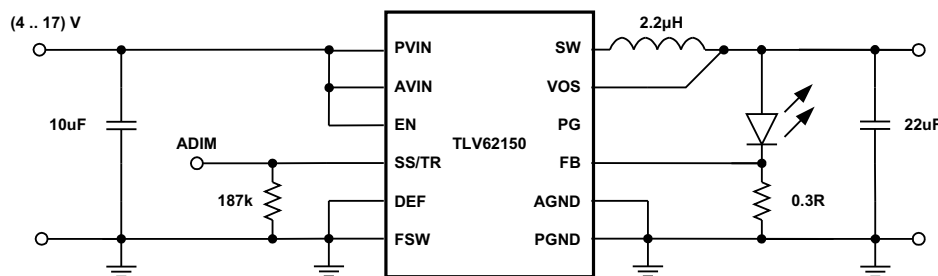 (4 .. 17) V
2.2µH
PVIN
SW
AVIN
VOS
10uF
EN
PG
22uF
TLV62150
ADIM
SS/TR
FB
187k
DEF
AGND
0.3R
FSW
PGND